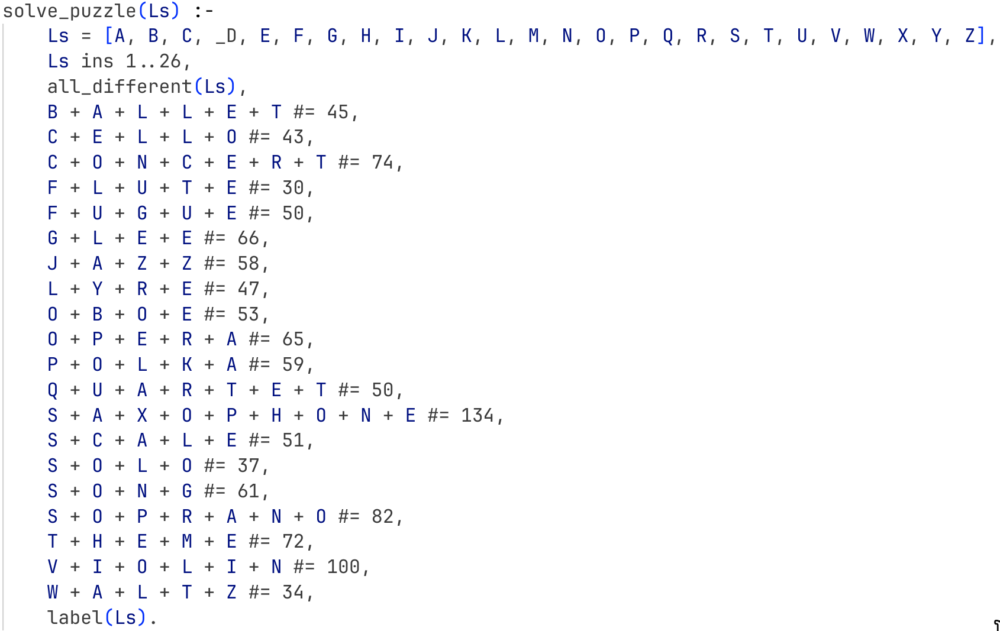 solve_puzzle(Ls) :-
    Ls = [A, B, C, _D, E, F, G, H, I, J, K, L, M, N, O, P, Q, R, S, T, U, V, W, X, Y, Z],
    Ls ins 1..26,
    all_different(Ls),
    B + A + L + L + E + T #= 45,
    C + E + L + L + O #= 43,
    C + O + N + C + E + R + T #= 74,
    F + L + U + T + E #= 30,
    F + U + G + U + E #= 50,
    G + L + E + E #= 66,
    J + A + Z + Z #= 58,
    L + Y + R + E #= 47,
    O + B + O + E #= 53,
    O + P + E + R + A #= 65,
    P + O + L + K + A #= 59,
    Q + U + A + R + T + E + T #= 50,
    S + A + X + O + P + H + O + N + E #= 134,
    S + C + A + L + E #= 51,
    S + O + L + O #= 37,
    S + O + N + G #= 61,
    S + O + P + R + A + N + O #= 82,
    T + H + E + M + E #= 72,
    V + I + O + L + I + N #= 100,
    W + A + L + T + Z #= 34,
    label(Ls).